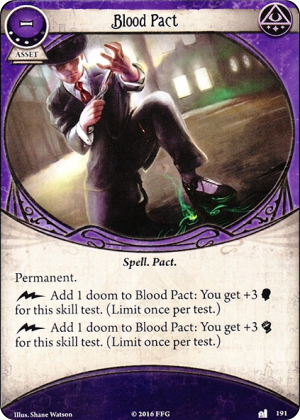 Blood Pact
ASSET
Spell. Pact.
Permanent.
Add 1 doom to Blood Pact: You get +3
for this skill test. (Limit once per test.)
Add 1 doom to Blood Pact: You get +3
for this skill test. (Limit once per test.)
Illus. Shane Watson
© 2016 FFG
191